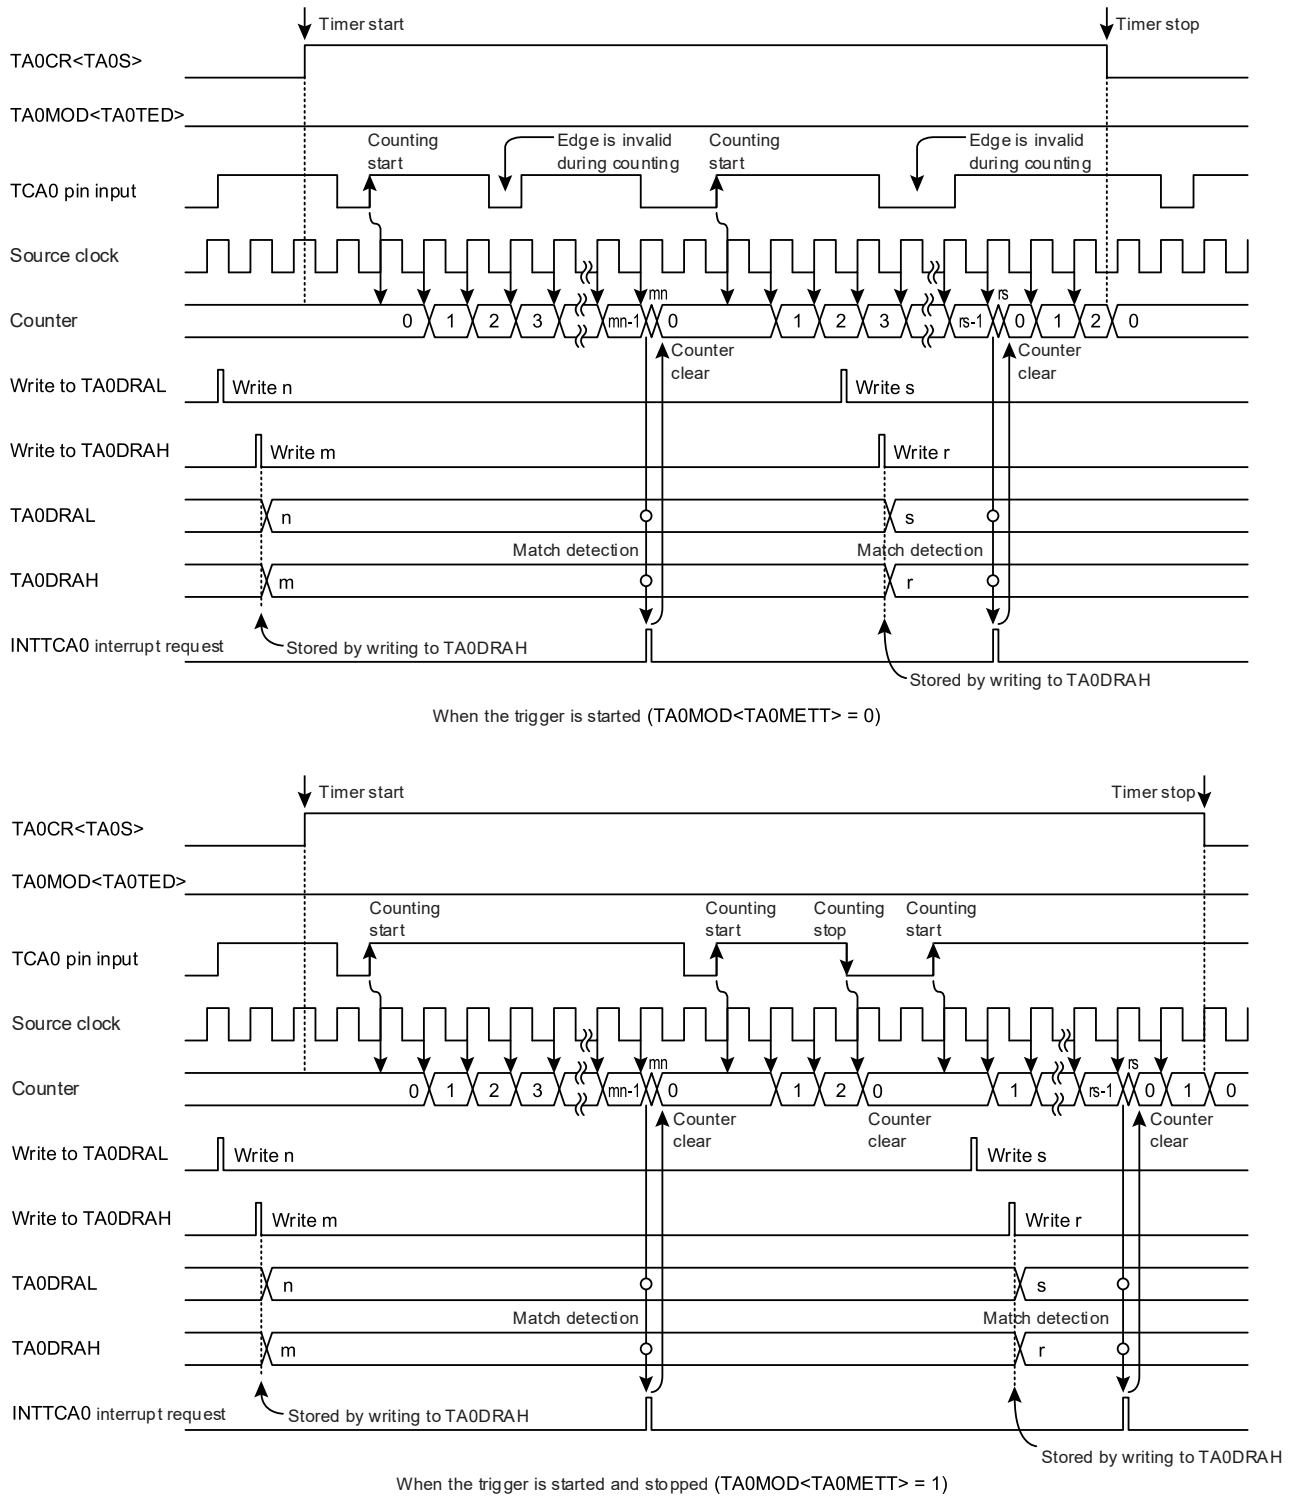 Timer start
Timer stop
TA0CR<TA0S>
TA0MOD<TA0TED>
Counting start
Edge is invalid during counting
Counting start
Edge is invalid during counting
TCA0 pin input
Source clock
mn
rs
Counter
0 1 2 3 mn-1 0 1 2 3 rs-1 0 1 2 0
Counter clear
Counter clear
Write to TA0DRAL
Write n
Write s
Write to TA0DRAH
Write m
Write r
TA0DRAL
n
s
Match detection
Match detection
TA0DRAH
m
r
INTTCA0 interrupt request
Stored by writing to TA0DRAH
Stored by writing to TA0DRAH
When the trigger is started (TA0MOD<TA0METT> = 0)
Timer start
Timer stop
TA0CR<TA0S>
TA0MOD<TA0TED>
Counting start
Counting start
Counting stop
Counting start
TCA0 pin input
Source clock
mn
rs
Counter
0 1 2 3 mn-1 0 1 2 0 1 rs-1 0 1 0
Counter clear
Counter clear
Counter clear
Write to TA0DRAL
Write n
Write s
Write to TA0DRAH
Write m
Write r
TA0DRAL
n
s
Match detection
Match detection
TA0DRAH
m
r
INTTCA0 interrupt request
Stored by writing to TA0DRAH
Stored by writing to TA0DRAH
When the trigger is started and stopped (TA0MOD<TA0METT> = 1)